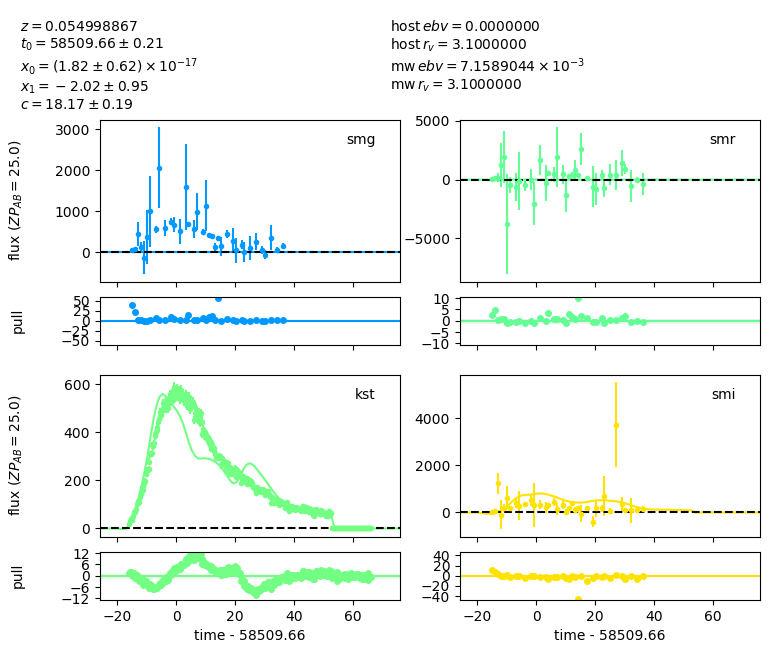 z = 0.054998867
t₀ = 58509.66 ± 0.21
x₀ = (1.82 ± 0.62) × 10⁻¹⁷
x₁ = −2.02 ± 0.95
c = 18.17 ± 0.19
host ebv = 0.0000000
host r_v = 3.1000000
mw ebv = 7.1589044 × 10⁻³
mw r_v = 3.1000000
flux (ZP_AB = 25.0)
3000
2000
1000
0
smg
5000
0
−5000
smr
pull
50
25
0
−25
−50
10
5
0
−5
−10
flux (ZP_AB = 25.0)
600
400
200
0
kst
4000
2000
0
smi
pull
12
6
0
−6
−12
40
20
0
−20
−40
−20 0 20 40 60
−20 0 20 40 60
time - 58509.66
time - 58509.66